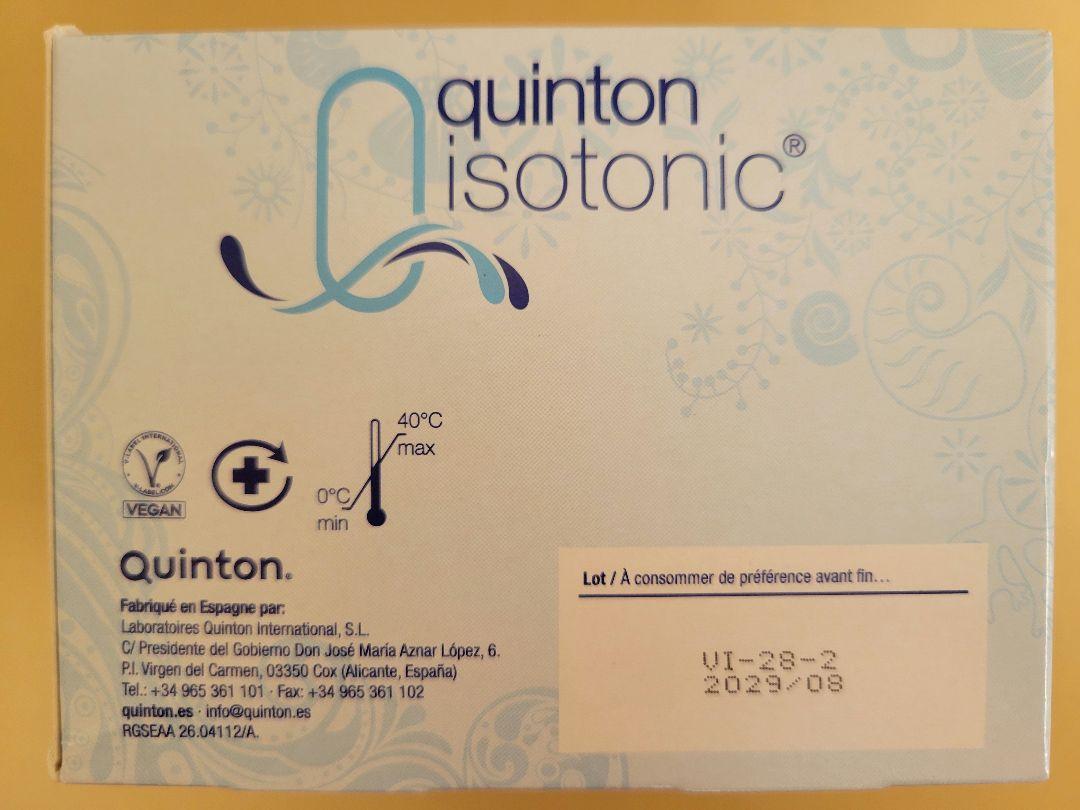 quinton
isotonic®
40°C
max
0°C
min
V-LABEL INTERNATIONAL
V-LABEL.COM
VEGAN
Quinton.
Fabriqué en Espagne par:
Laboratoires Quinton International, S.L.
C/ Presidente del Gobierno Don José María Aznar López, 6.
P.I. Virgen del Carmen, 03350 Cox (Alicante, España)
Tel.: +34 965 361 101 · Fax: +34 965 361 102
quinton.es · info@quinton.es
RGSEAA 26.04112/A.
Lot / À consommer de préférence avant fin...
VI-28-2
2029/08